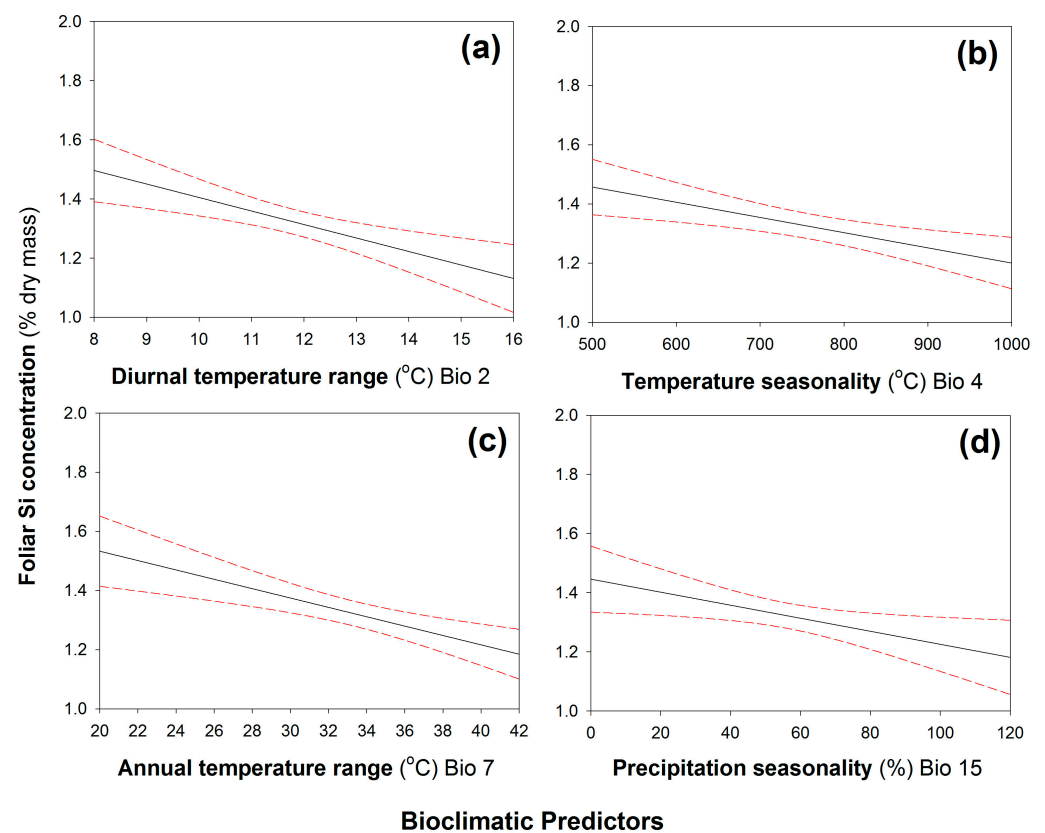 Foliar Si concentration (% dry mass)
(a)
2.0
1.8
1.6
1.4
1.2
1.0
8 9 10 11 12 13 14 15 16
Diurnal temperature range (oC) Bio 2
(b)
2.0
1.8
1.6
1.4
1.2
1.0
500 600 700 800 900 1000
Temperature seasonality (oC) Bio 4
(c)
2.0
1.8
1.6
1.4
1.2
1.0
20 22 24 26 28 30 32 34 36 38 40 42
Annual temperature range (oC) Bio 7
(d)
2.0
1.8
1.6
1.4
1.2
1.0
0 20 40 60 80 100 120
Precipitation seasonality (%) Bio 15
Bioclimatic Predictors